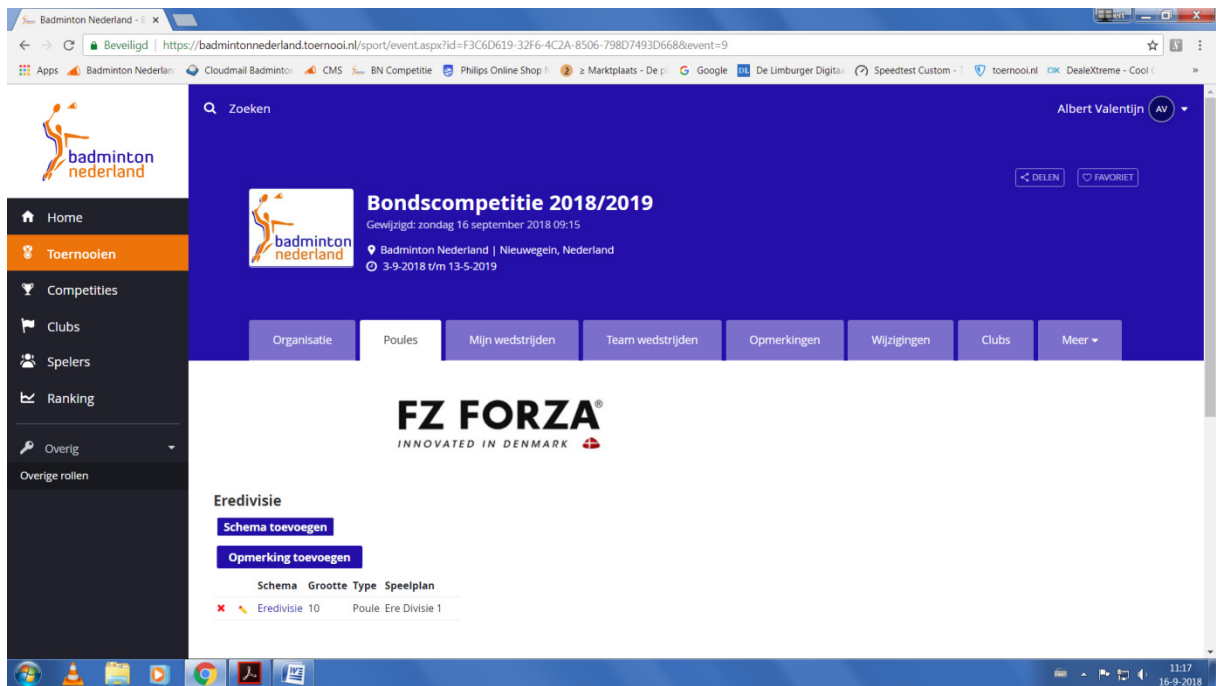 Badminton Nederland - E
Beveiligd https://badmintonnederland.toernooi.nl/sport/event.aspx?id=F3C6D619-32F6-4C2A-8506-798D7493D668&event=9
Apps Badminton Nederlan Cloudmail Badminto CMS BN Competitie Philips Online Shop N ≥ Marktplaats - De p Google DL De Limburger Digitaa Speedtest Custom - T toernooi.nl DX DealeXtreme - Cool G »
badminton
nederland
Zoeken
Albert Valentijn AV
DELEN FAVORIET
badminton
nederland
Bondscompetitie 2018/2019
Gewijzigd: zondag 16 september 2018 09:15
Badminton Nederland | Nieuwegein, Nederland
3-9-2018 t/m 13-5-2019
Home
Toernooien
Competities
Clubs
Spelers
Ranking
Overig
Overige rollen
Organisatie Poules Mijn wedstrijden Team wedstrijden Opmerkingen Wijzigingen Clubs Meer
FZ FORZA®
INNOVATED IN DENMARK
Eredivisie
Schema toevoegen
Opmerking toevoegen
Schema Grootte Type Speelplan
Eredivisie 10 Poule Ere Divisie 1
11:17
16-9-2018